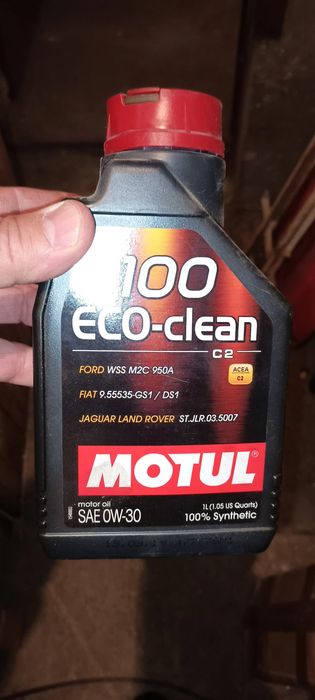 100
ECO-clean
C2
FORD WSS M2C 950A
ACEA
C2
FIAT 9.55535-GS1 / DS1
JAGUAR LAND ROVER ST.JLR.03.5007
MOTUL
motor oil
SAE 0W-30
1L (1.05 US Quarts)
100% Synthetic